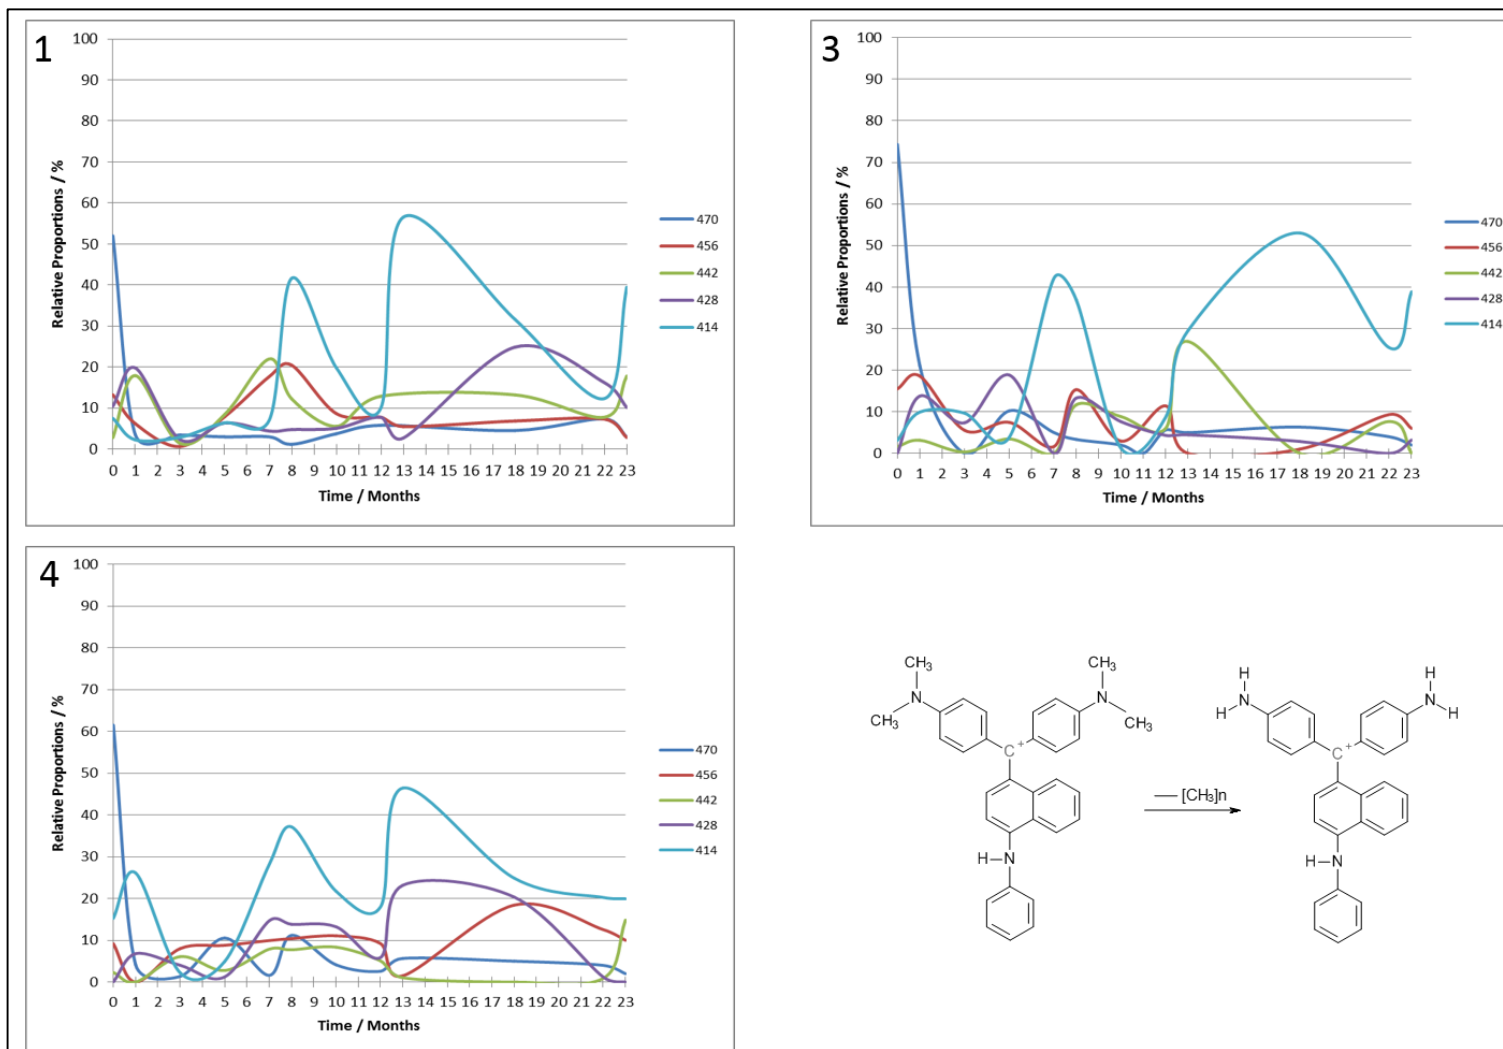 1
100
90
80
70
60
50
40
30
20
10
0
Relative Proportions / %
0 1 2 3 4 5 6 7 8 9 10 11 12 13 14 15 16 17 18 19 20 21 22 23
Time / Months
470
456
442
428
414
3
100
90
80
70
60
50
40
30
20
10
0
Relative Proportions / %
0 1 2 3 4 5 6 7 8 9 10 11 12 13 14 15 16 17 18 19 20 21 22 23
Time / Months
470
456
442
428
414
4
100
90
80
70
60
50
40
30
20
10
0
Relative Proportions / %
0 1 2 3 4 5 6 7 8 9 10 11 12 13 14 15 16 17 18 19 20 21 22 23
Time / Months
470
456
442
428
414
CH3 CH3
N N
CH3 CH3
C+
H–N
— [CH3]n
H H
N N
H H
C+
H–N